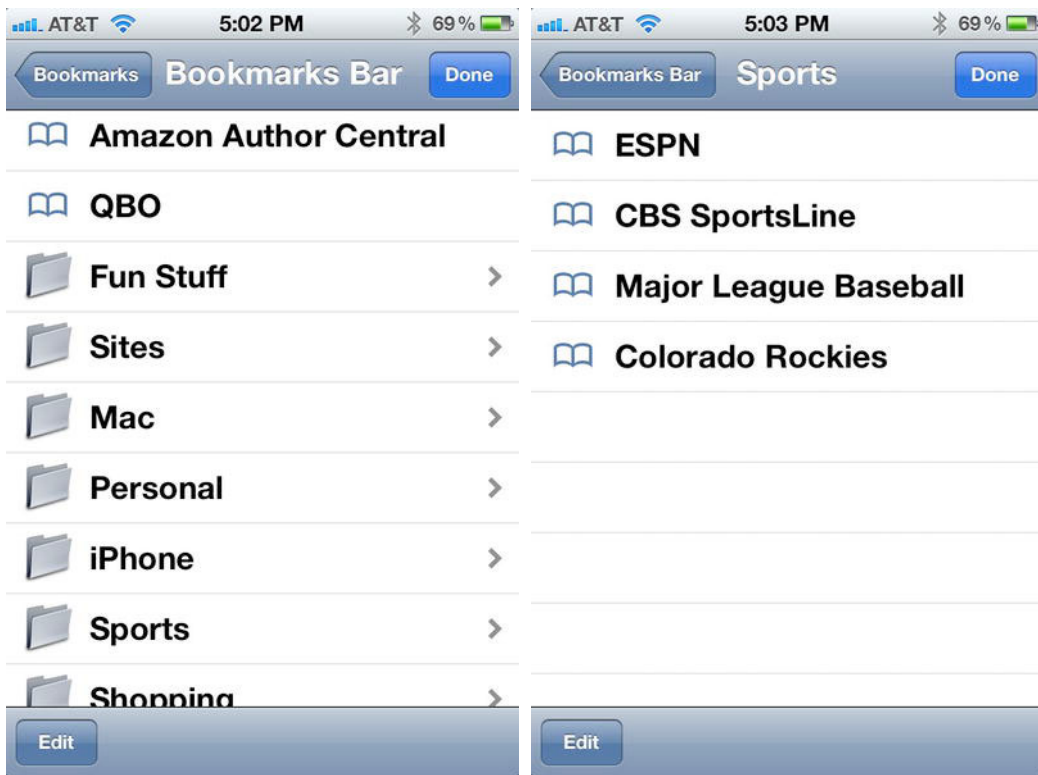 AT&T 5:02 PM 69%
Bookmarks Bookmarks Bar Done
Amazon Author Central
QBO
Fun Stuff
Sites
Mac
Personal
iPhone
Sports
Shopping
Edit
AT&T 5:03 PM 69%
Bookmarks Bar Sports Done
ESPN
CBS SportsLine
Major League Baseball
Colorado Rockies
Edit